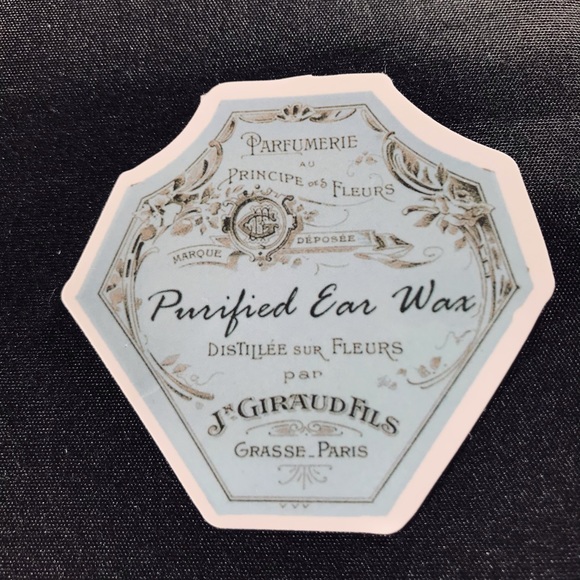 PARFUMERIE
AU
PRINCIPE DES FLEURS
MARQUE DÉPOSÉE
Purified Ear Wax
DISTILLÉE SUR FLEURS
par
JN GIRAUD FILS
GRASSE_PARIS